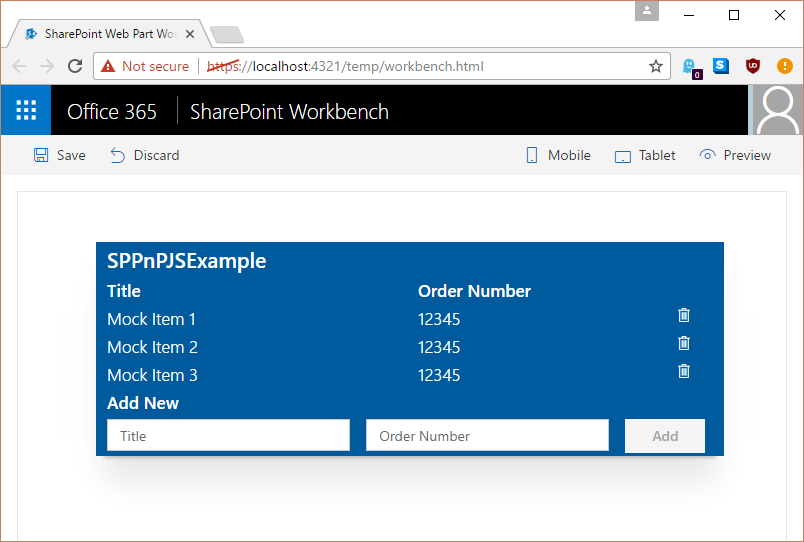 SharePoint Web Part Wor
Not secure https://localhost:4321/temp/workbench.html
0
Office 365 SharePoint Workbench
Save Discard Mobile Tablet Preview
SPPnPJSExample
Title Order Number
Mock Item 1 12345
Mock Item 2 12345
Mock Item 3 12345
Add New
Title Order Number Add